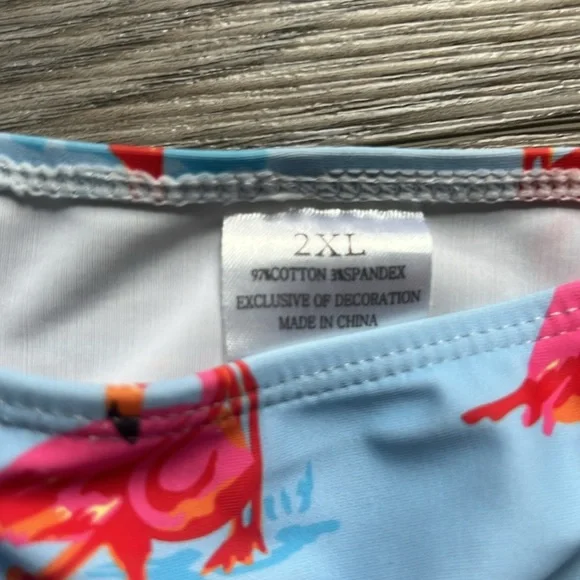 2XL
97%COTTON 3%SPANDEX
EXCLUSIVE OF DECORATION
MADE IN CHINA